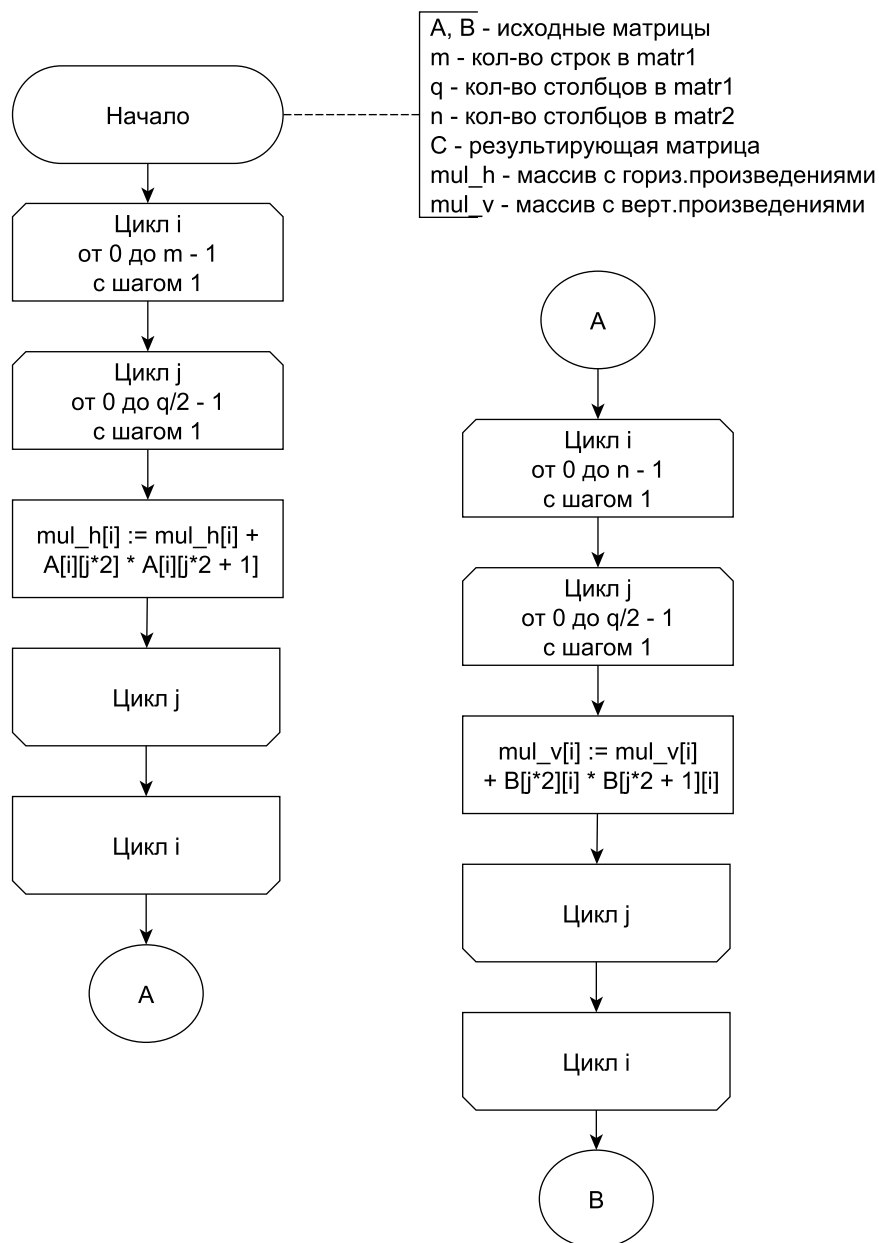 A, B - исходные матрицы
m - кол-во строк в matr1
q - кол-во столбцов в matr1
n - кол-во столбцов в matr2
C - результирующая матрица
mul_h - массив с гориз.произведениями
mul_v - массив с верт.произведениями
Начало
Цикл i
от 0 до m - 1
с шагом 1
Цикл j
от 0 до q/2 - 1
с шагом 1
mul_h[i] := mul_h[i] +
A[i][j*2] * A[i][j*2 + 1]
Цикл j
Цикл i
A
A
Цикл i
от 0 до n - 1
с шагом 1
Цикл j
от 0 до q/2 - 1
с шагом 1
mul_v[i] := mul_v[i]
+ B[j*2][i] * B[j*2 + 1][i]
Цикл j
Цикл i
B